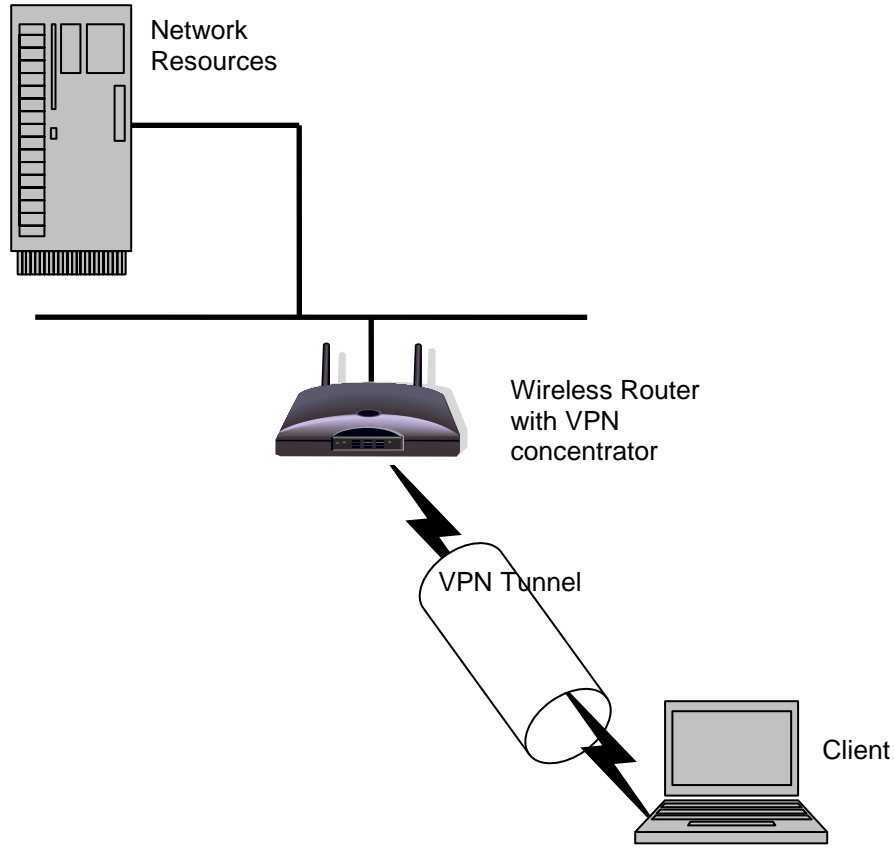 Network
Resources
Wireless Router
with VPN
concentrator
VPN Tunnel
Client